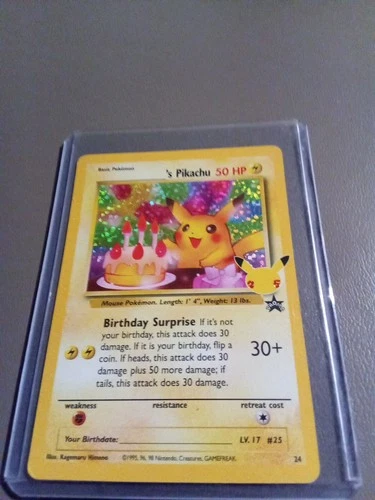 Basic Pokémon
's Pikachu 50 HP
Mouse Pokémon. Length: 1' 4", Weight: 13 lbs.
Birthday Surprise If it's not
your birthday, this attack does 30
damage. If it is your birthday, flip a
coin. If heads, this attack does 30
damage plus 50 more damage; if
tails, this attack does 30 damage.
30+
weakness resistance retreat cost
Your Birthdate: LV. 17 #25
Illus. Kagemaru Himeno ©1995, 96, 98 Nintendo, Creatures, GAMEFREAK. 24